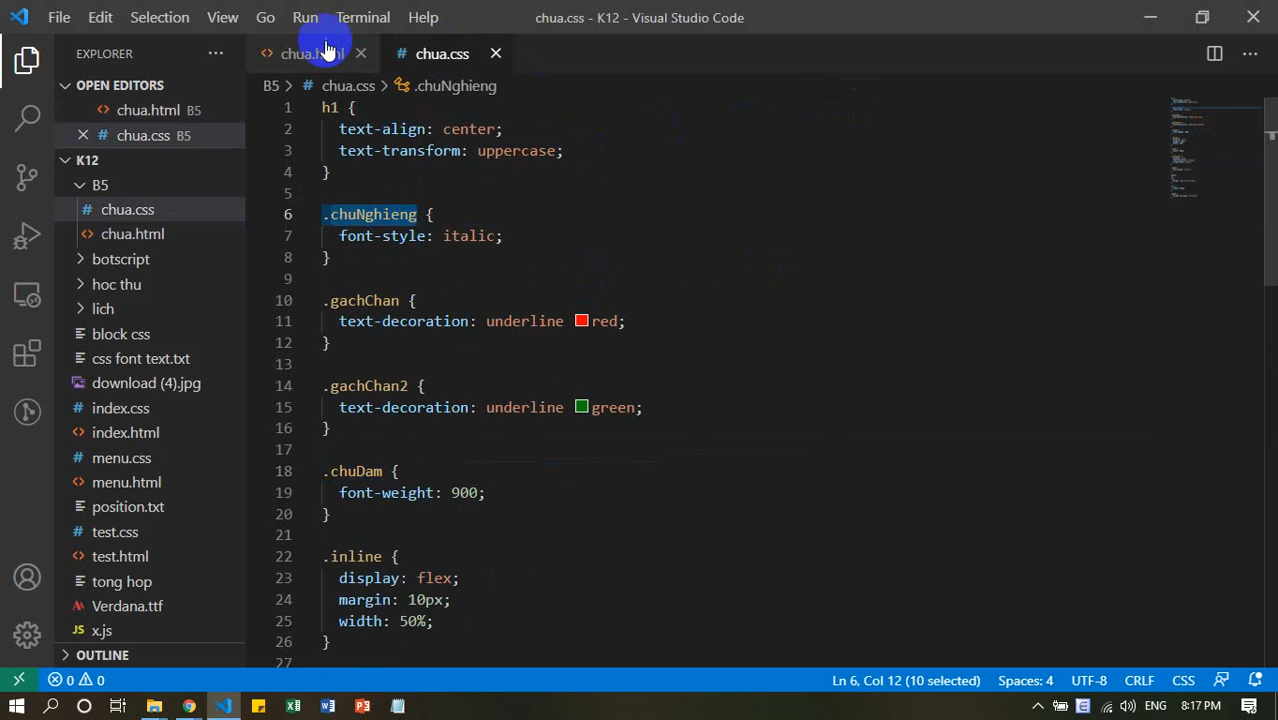 File Edit Selection View Go Run Terminal Help chua.css - K12 - Visual Studio Code
EXPLORER
OPEN EDITORS
chua.html B5
chua.css B5
K12
B5
chua.css
chua.html
botscript
hoc thu
lich
block css
css font text.txt
download (4).jpg
index.css
index.html
menu.css
menu.html
position.txt
test.css
test.html
tong hop
Verdana.ttf
JS x.js
OUTLINE
chua.html # chua.css
B5 > # chua.css > .chuNghieng
1 h1 {
2 text-align: center;
3 text-transform: uppercase;
4 }
5
6 .chuNghieng {
7 font-style: italic;
8 }
9
10 .gachChan {
11 text-decoration: underline red;
12 }
13
14 .gachChan2 {
15 text-decoration: underline green;
16 }
17
18 .chuDam {
19 font-weight: 900;
20 }
21
22 .inline {
23 display: flex;
24 margin: 10px;
25 width: 50%;
26 }
27
0 0 Ln 6, Col 12 (10 selected) Spaces: 4 UTF-8 CRLF CSS
ENG 8:17 PM